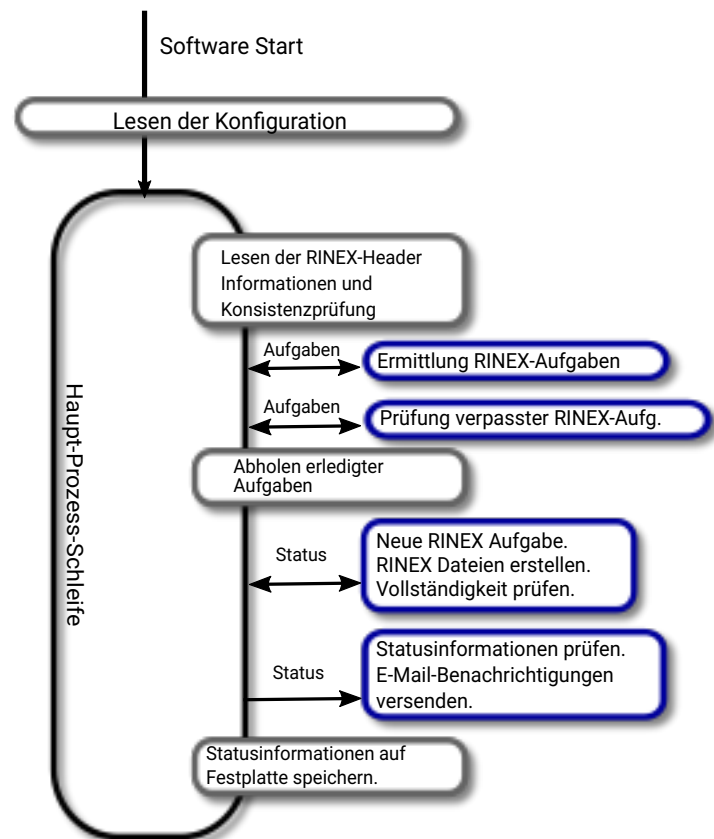 Software Start
Lesen der Konfiguration
Haupt-Prozess-Schleife
Lesen der RINEX-Header
Informationen und
Konsistenzprüfung
Aufgaben
Ermittlung RINEX-Aufgaben
Aufgaben
Prüfung verpasster RINEX-Aufg.
Abholen erledigter
Aufgaben
Status
Neue RINEX Aufgabe.
RINEX Dateien erstellen.
Vollständigkeit prüfen.
Status
Statusinformationen prüfen.
E-Mail-Benachrichtigungen
versenden.
Statusinformationen auf
Festplatte speichern.